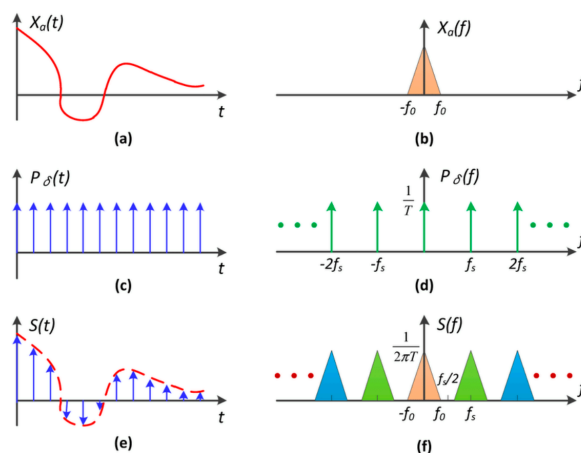 Xa(t)
t
(a)
Xa(f)
-f0 f0
f
(b)
Pδ(t)
t
(c)
Pδ(f)
1/T
-2fs -fs fs 2fs
f
(d)
S(t)
t
(e)
S(f)
1/2πT
fs/2
-f0 f0 fs
f
(f)